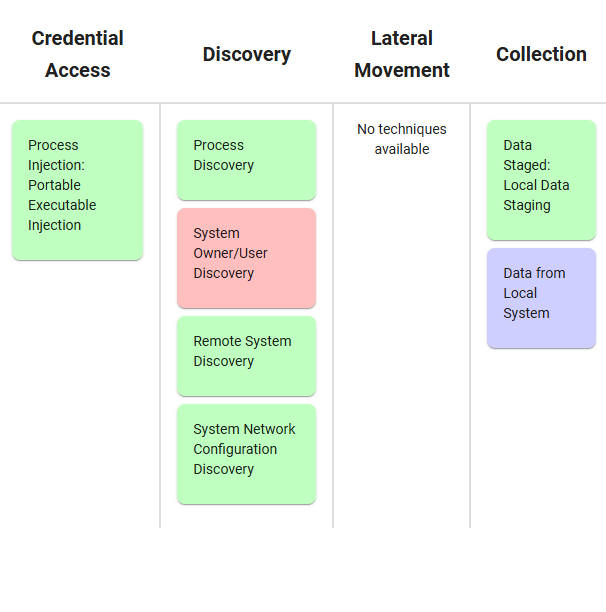 Credential
Access
Discovery
Lateral
Movement
Collection
Process
Injection:
Portable
Executable
Injection
Process
Discovery
System
Owner/User
Discovery
Remote System
Discovery
System Network
Configuration
Discovery
No techniques
available
Data
Staged:
Local Data
Staging
Data from
Local
System